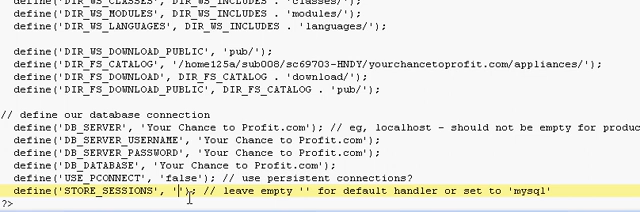 define('DIR_WS_CLASSES', DIR_WS_INCLUDES . 'classes/');
define('DIR_WS_MODULES', DIR_WS_INCLUDES . 'modules/');
define('DIR_WS_LANGUAGES', DIR_WS_INCLUDES . 'languages/');
define('DIR_WS_DOWNLOAD_PUBLIC', 'pub/');
define('DIR_FS_CATALOG', '/home125a/sub008/sc69703-HNDY/yourchancetoprofit.com/appliances/');
define('DIR_FS_DOWNLOAD', DIR_FS_CATALOG . 'download/');
define('DIR_FS_DOWNLOAD_PUBLIC', DIR_FS_CATALOG . 'pub/');
// define our database connection
define('DB_SERVER', 'Your Chance to Profit.com'); // eg, localhost - should not be empty for produc
define('DB_SERVER_USERNAME', 'Your Chance to Profit.com');
define('DB_SERVER_PASSWORD', 'Your Chance to Profit.com');
define('DB_DATABASE', 'Your Chance to Profit.com');
define('USE_PCONNECT', 'false'); // use persistent connections?
define('STORE_SESSIONS', ''); // leave empty '' for default handler or set to 'mysql'
?>